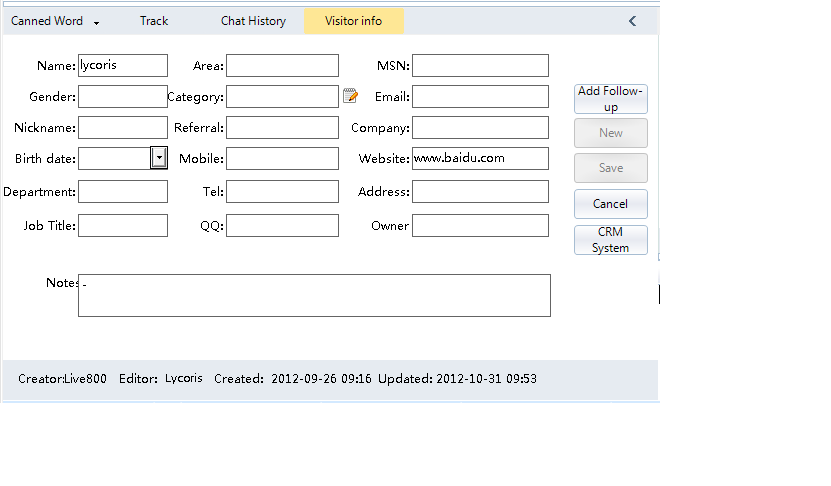 Canned Word Track Chat History Visitor info
Name: lycoris Area: MSN:
Gender: Category: Email:
Add Follow-
up
Nickname: Referral: Company:
New
Birth date: Mobile: Website: www.baidu.com
Save
Department: Tel: Address:
Cancel
Job Title: QQ: Owner
CRM
System
Notes -
Creator:Live800 Editor: Lycoris Created: 2012-09-26 09:16 Updated: 2012-10-31 09:53